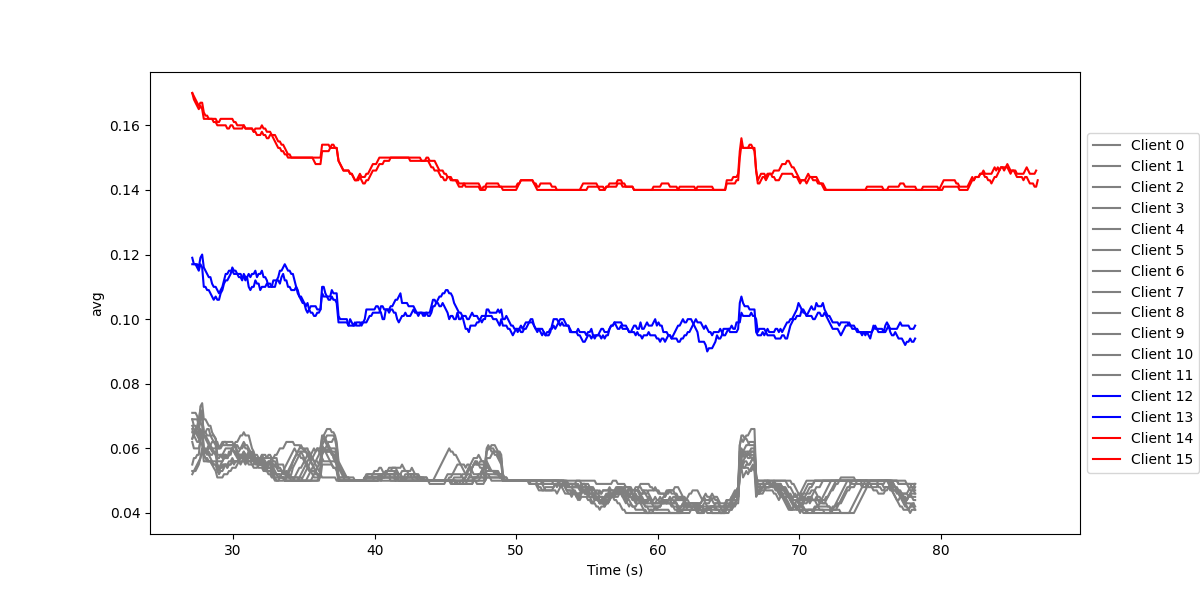 0.16
0.14
0.12
0.10
0.08
0.06
0.04
avg
30 40 50 60 70 80
Time (s)
Client 0
Client 1
Client 2
Client 3
Client 4
Client 5
Client 6
Client 7
Client 8
Client 9
Client 10
Client 11
Client 12
Client 13
Client 14
Client 15